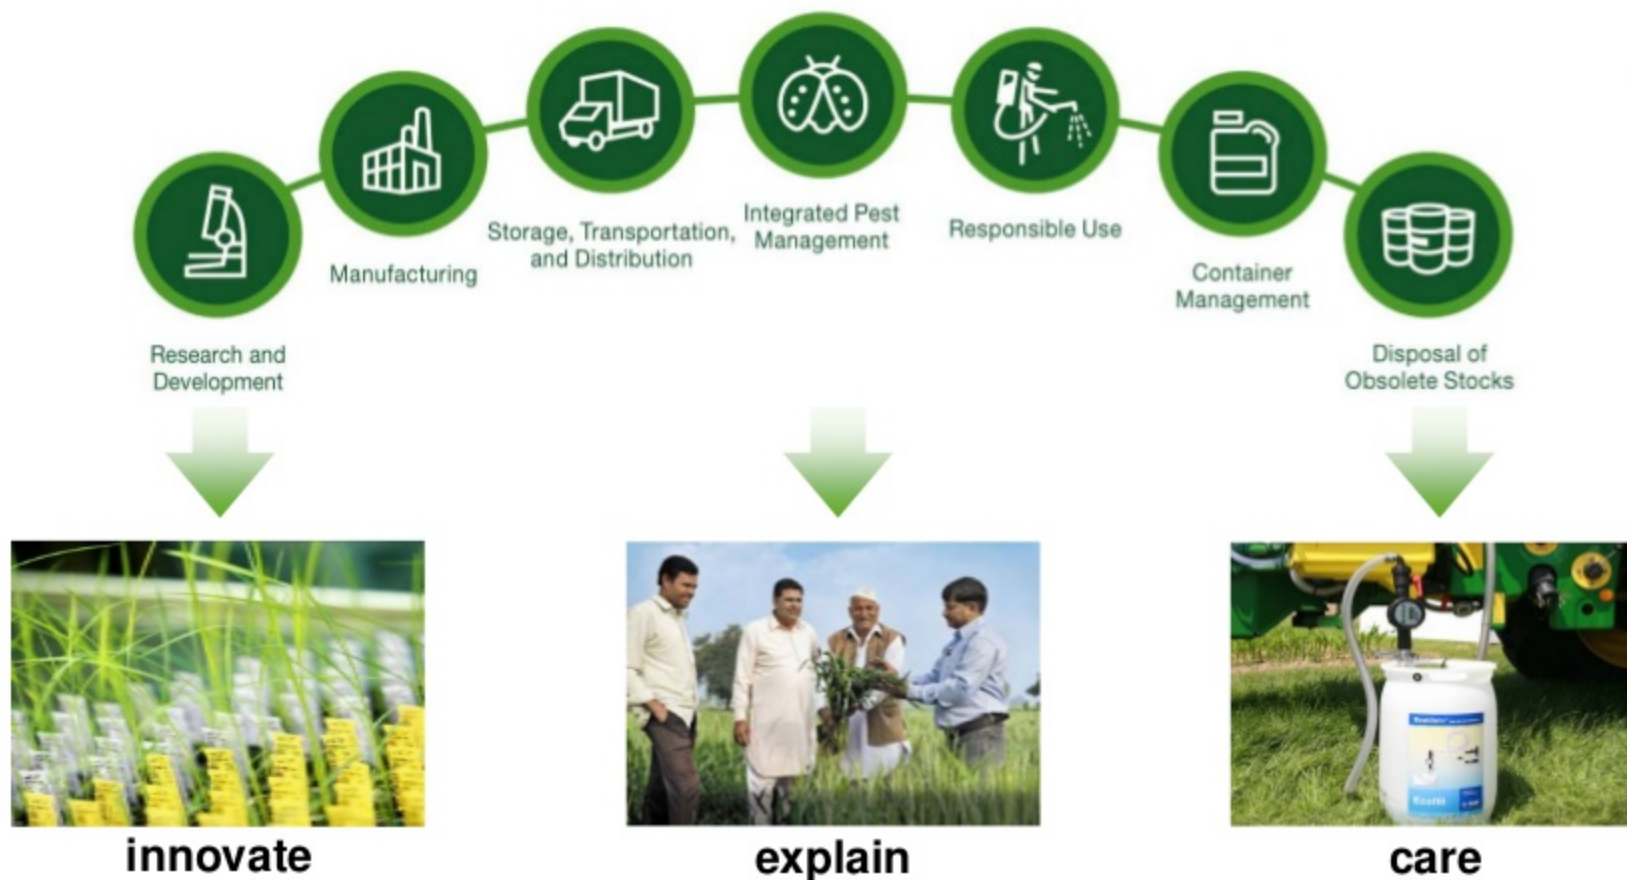 Research and
Development
Manufacturing
Storage, Transportation,
and Distribution
Integrated Pest
Management
Responsible Use
Container
Management
Disposal of
Obsolete Stocks
innovate
explain
care